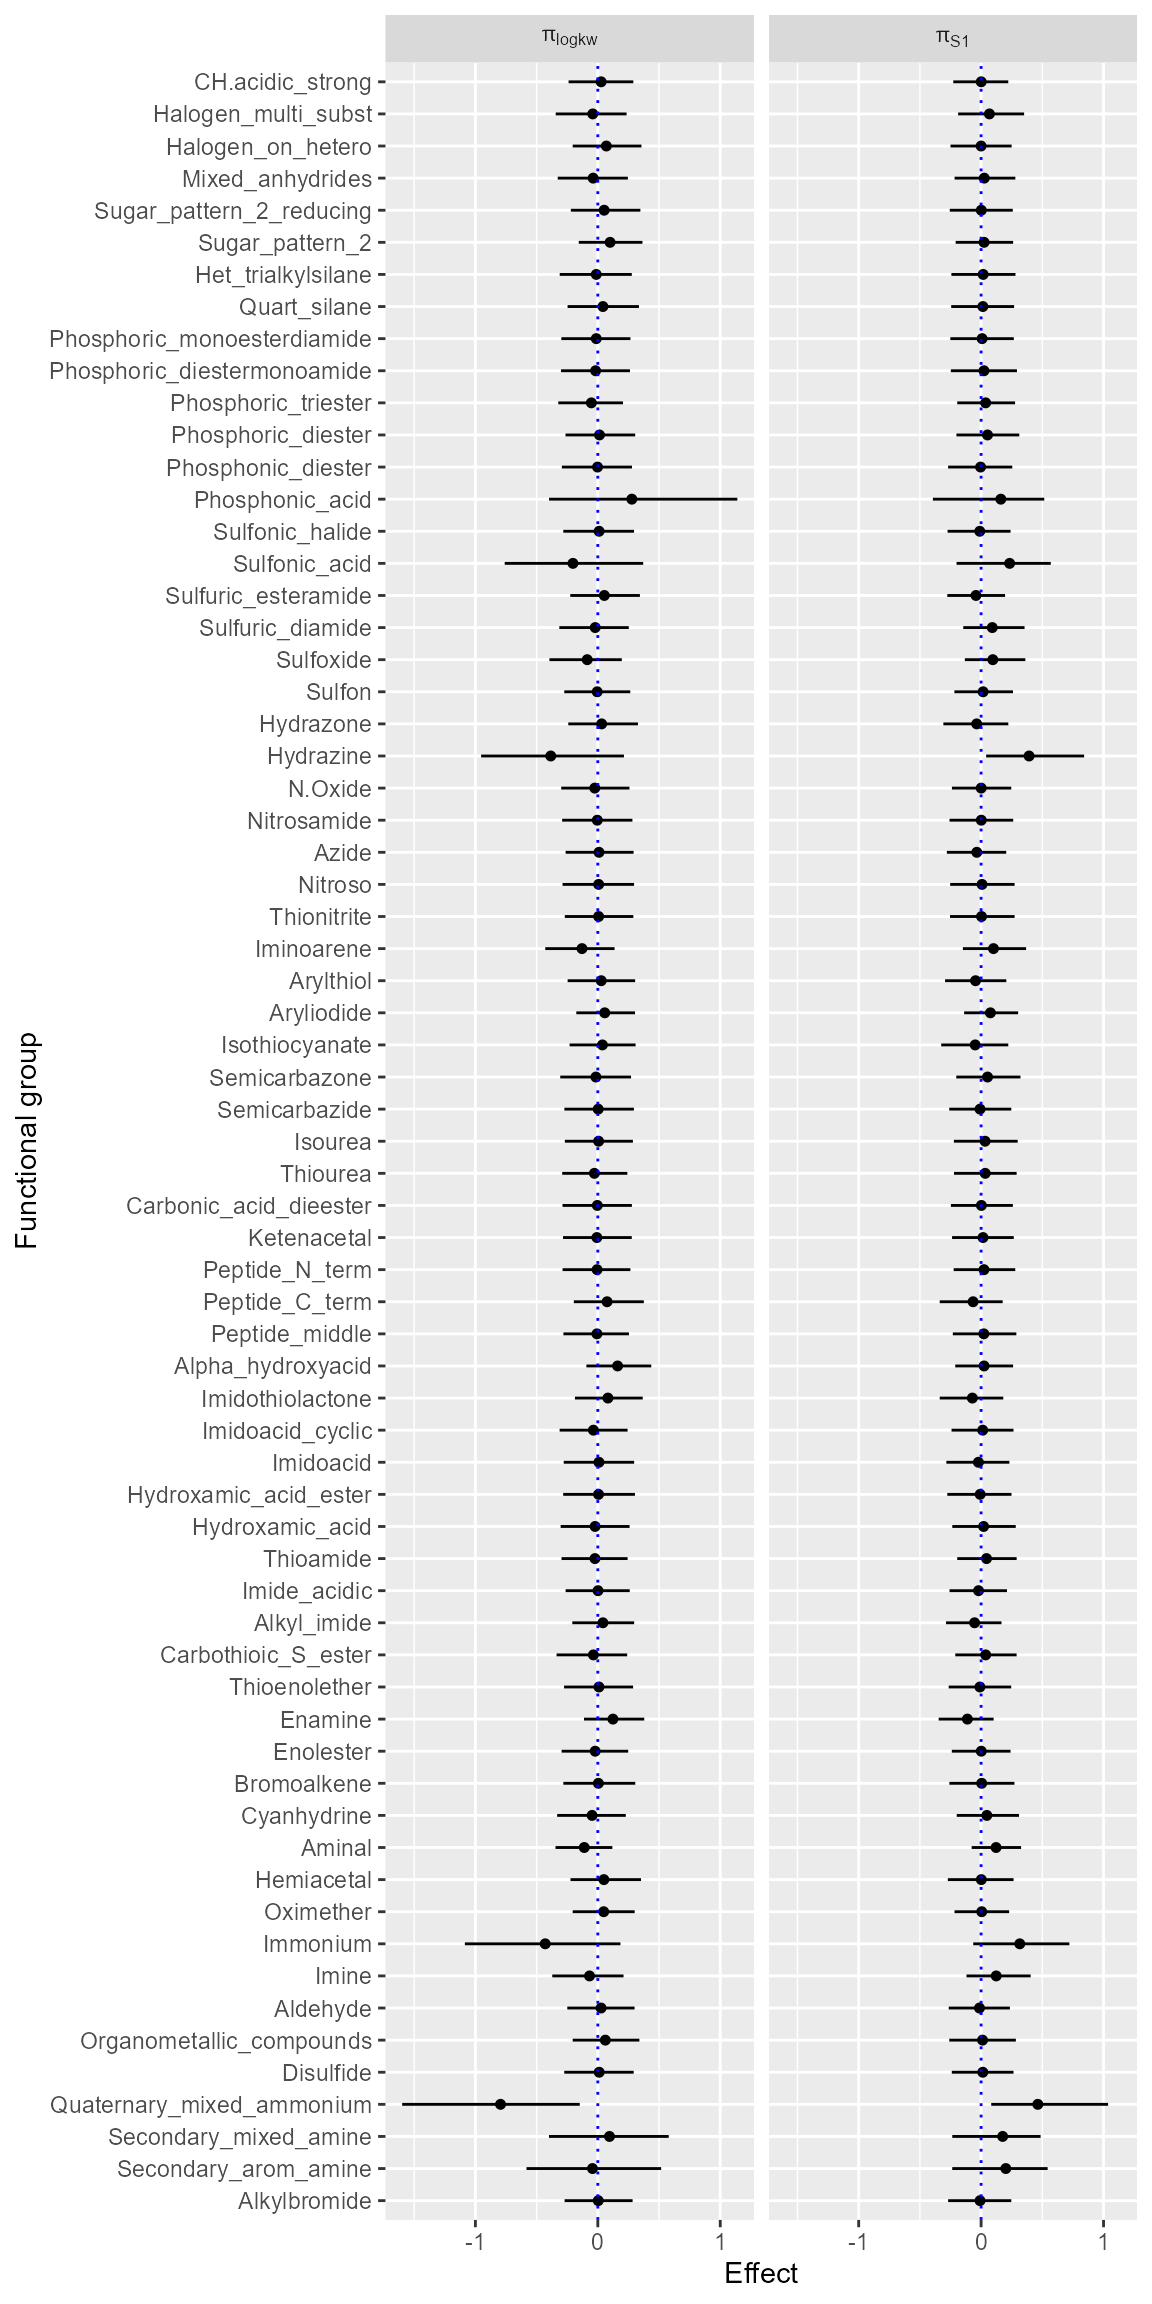 πlogkw πS1
CH.acidic_strong
Halogen_multi_subst
Halogen_on_hetero
Mixed_anhydrides
Sugar_pattern_2_reducing
Sugar_pattern_2
Het_trialkylsilane
Quart_silane
Phosphoric_monoesterdiamide
Phosphoric_diestermonoamide
Phosphoric_triester
Phosphoric_diester
Phosphonic_diester
Phosphonic_acid
Sulfonic_halide
Sulfonic_acid
Sulfuric_esteramide
Sulfuric_diamide
Sulfoxide
Sulfon
Hydrazone
Hydrazine
N.Oxide
Nitrosamide
Azide
Nitroso
Thionitrite
Iminoarene
Arylthiol
Aryliodide
Isothiocyanate
Semicarbazone
Semicarbazide
Isourea
Thiourea
Carbonic_acid_dieester
Ketenacetal
Peptide_N_term
Peptide_C_term
Peptide_middle
Alpha_hydroxyacid
Imidothiolactone
Imidoacid_cyclic
Imidoacid
Hydroxamic_acid_ester
Hydroxamic_acid
Thioamide
Imide_acidic
Alkyl_imide
Carbothioic_S_ester
Thioenolether
Enamine
Enolester
Bromoalkene
Cyanhydrine
Aminal
Hemiacetal
Oximether
Immonium
Imine
Aldehyde
Organometallic_compounds
Disulfide
Quaternary_mixed_ammonium
Secondary_mixed_amine
Secondary_arom_amine
Alkylbromide
Functional group
-1 0 1 -1 0 1
Effect